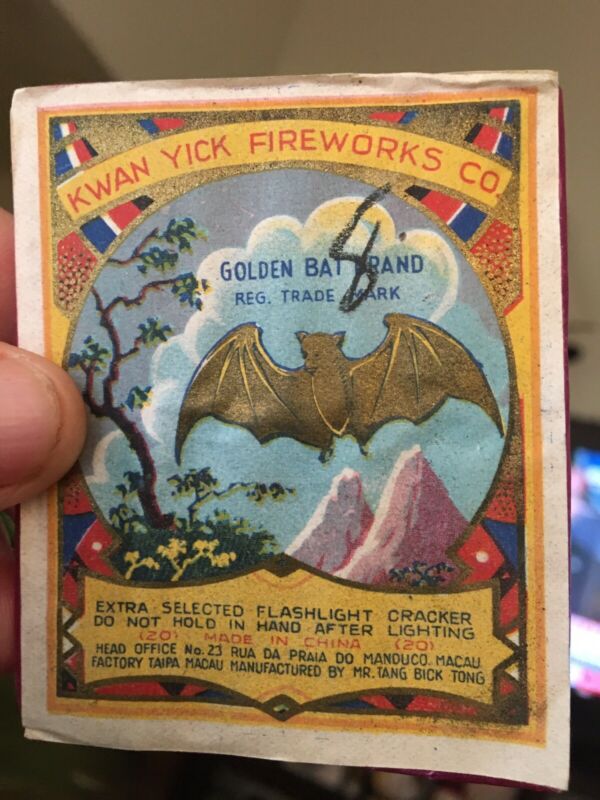 KWAN YICK FIREWORKS CO
GOLDEN BAT BRAND
REG. TRADE MARK
EXTRA-SELECTED FLASHLIGHT CRACKER
DO NOT HOLD IN HAND AFTER LIGHTING
(20) MADE IN CHINA (20)
HEAD OFFICE No. 23 RUA DA PRAIA DO MANDUCO. MACAU
FACTORY TAIPA MACAU MANUFACTURED BY MR. TANG BICK TONG